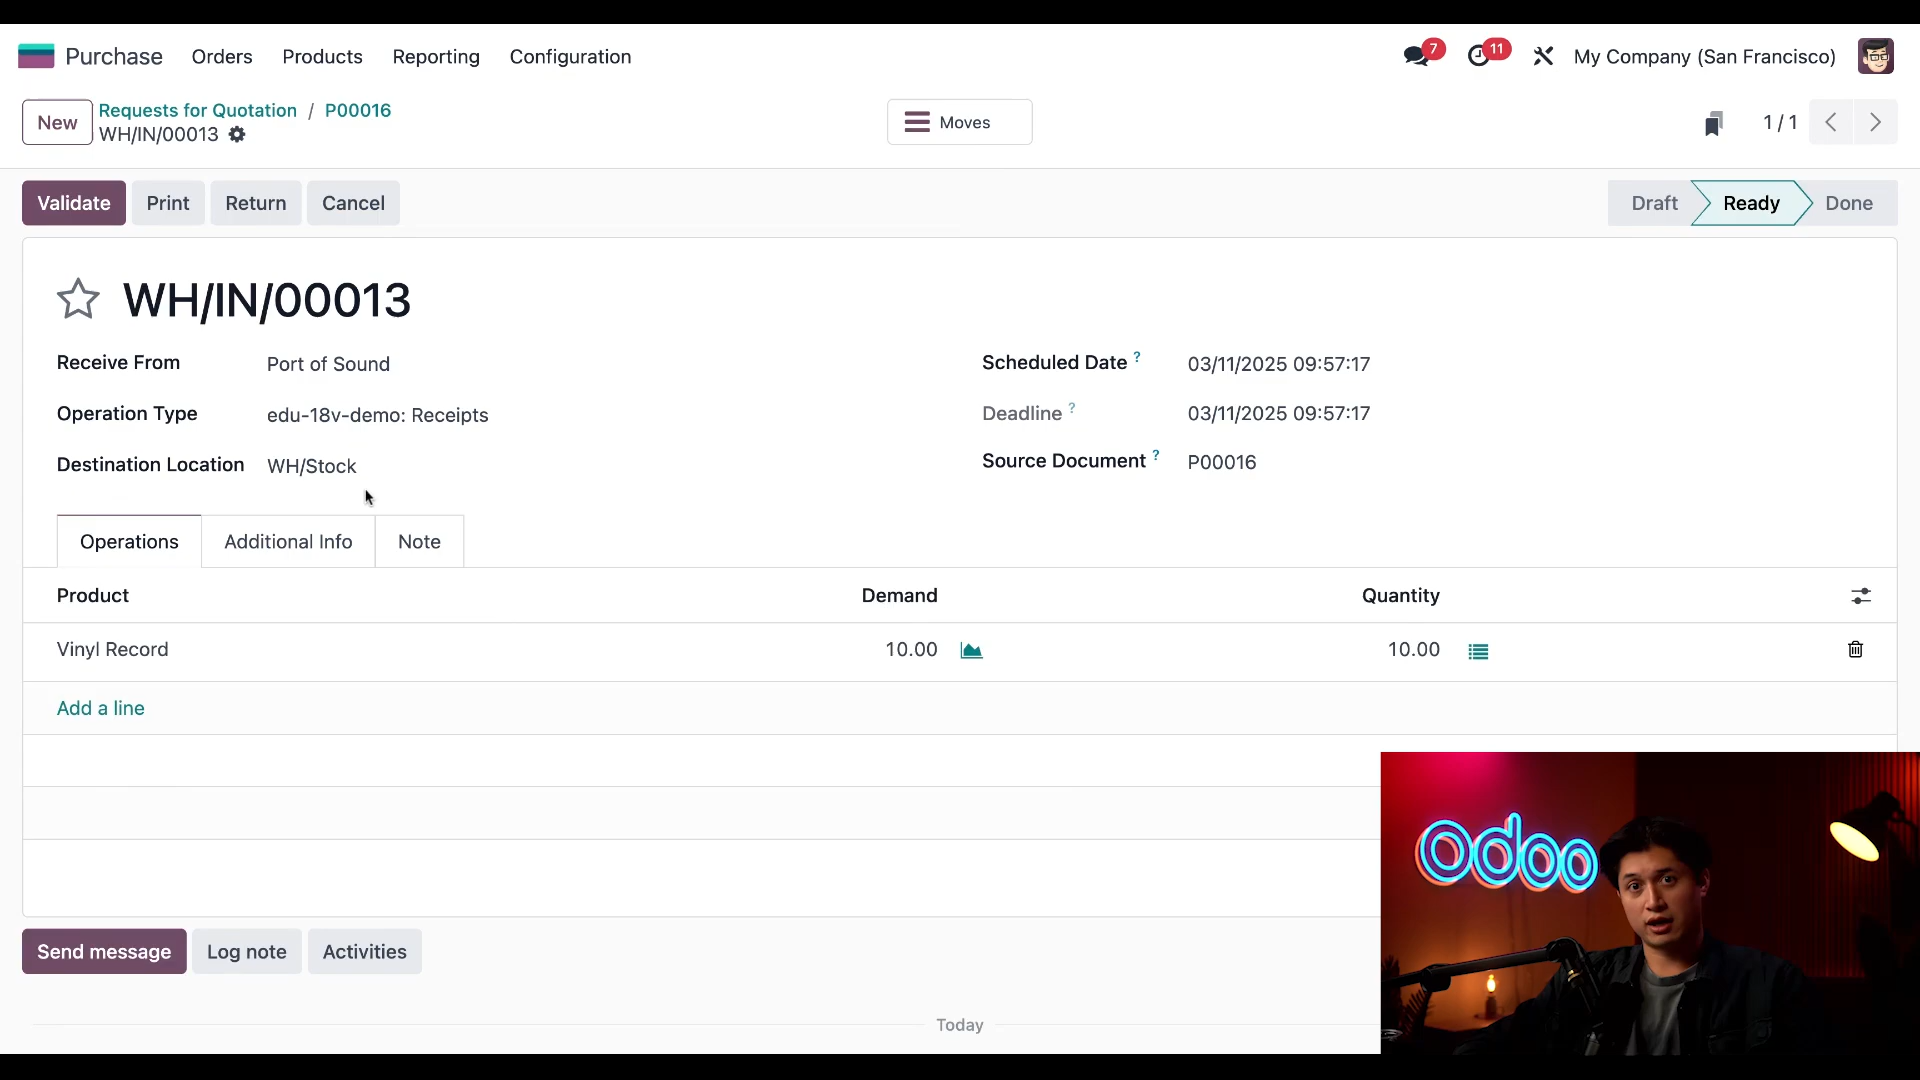 Purchase Orders Products Reporting Configuration 7 11 My Company (San Francisco)
New Requests for Quotation / P00016
WH/IN/00013
Moves
1 / 1
Validate Print Return Cancel Draft Ready Done
WH/IN/00013
Receive From Port of Sound
Scheduled Date ? 03/11/2025 09:57:17
Operation Type edu-18v-demo: Receipts
Deadline ? 03/11/2025 09:57:17
Destination Location WH/Stock
Source Document ? P00016
Operations Additional Info Note
Product Demand Quantity
Vinyl Record 10.00 10.00
Add a line
odoo
Send message Log note Activities
Today